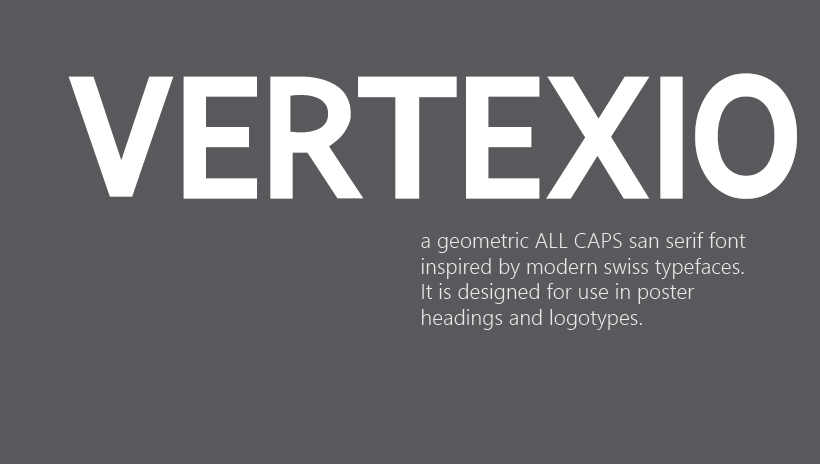 VERTEXIO
a geometric ALL CAPS san serif font
inspired by modern swiss typefaces.
It is designed for use in poster
headings and logotypes.